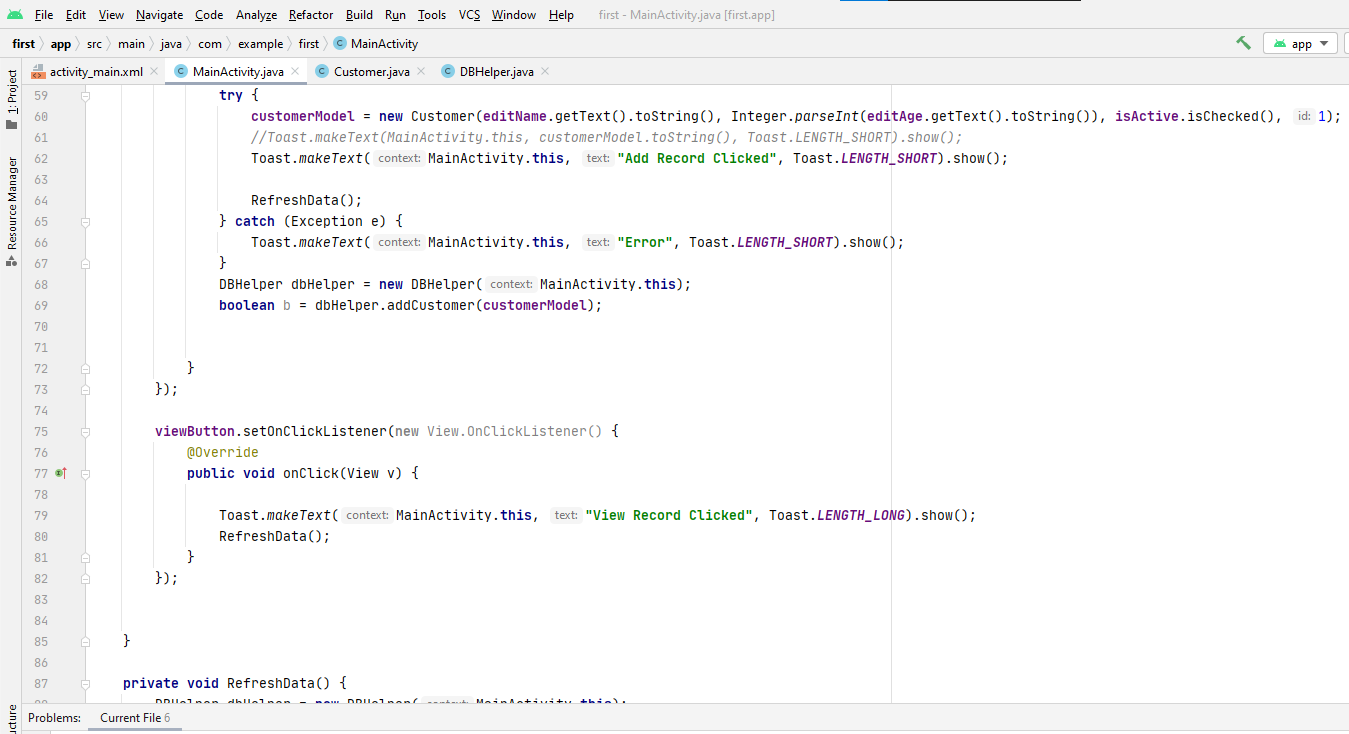 File Edit View Navigate Code Analyze Refactor Build Run Tools VCS Window Help first - MainActivity.java [first.app]
first app src main java com example first C MainActivity app
activity_main.xml C MainActivity.java C Customer.java C DBHelper.java
1: Project
Resource Manager
59 try {
60 customerModel = new Customer(editName.getText().toString(), Integer.parseInt(editAge.getText().toString()), isActive.isChecked(), id: 1);
61 //Toast.makeText(MainActivity.this, customerModel.toString(), Toast.LENGTH_SHORT).show();
62 Toast.makeText( context: MainActivity.this, text: "Add Record Clicked", Toast.LENGTH_SHORT).show();
63
64 RefreshData();
65 } catch (Exception e) {
66 Toast.makeText( context: MainActivity.this, text: "Error", Toast.LENGTH_SHORT).show();
67 }
68 DBHelper dbHelper = new DBHelper( context: MainActivity.this);
69 boolean b = dbHelper.addCustomer(customerModel);
70
71
72 }
73 });
74
75 viewButton.setOnClickListener(new View.OnClickListener() {
76 @Override
77 public void onClick(View v) {
78
79 Toast.makeText( context: MainActivity.this, text: "View Record Clicked", Toast.LENGTH_LONG).show();
80 RefreshData();
81 }
82 });
83
84
85 }
86
87 private void RefreshData() {
DBHelper dbHelper = new DBHelper( context: MainActivity.this);
Problems: Current File 6